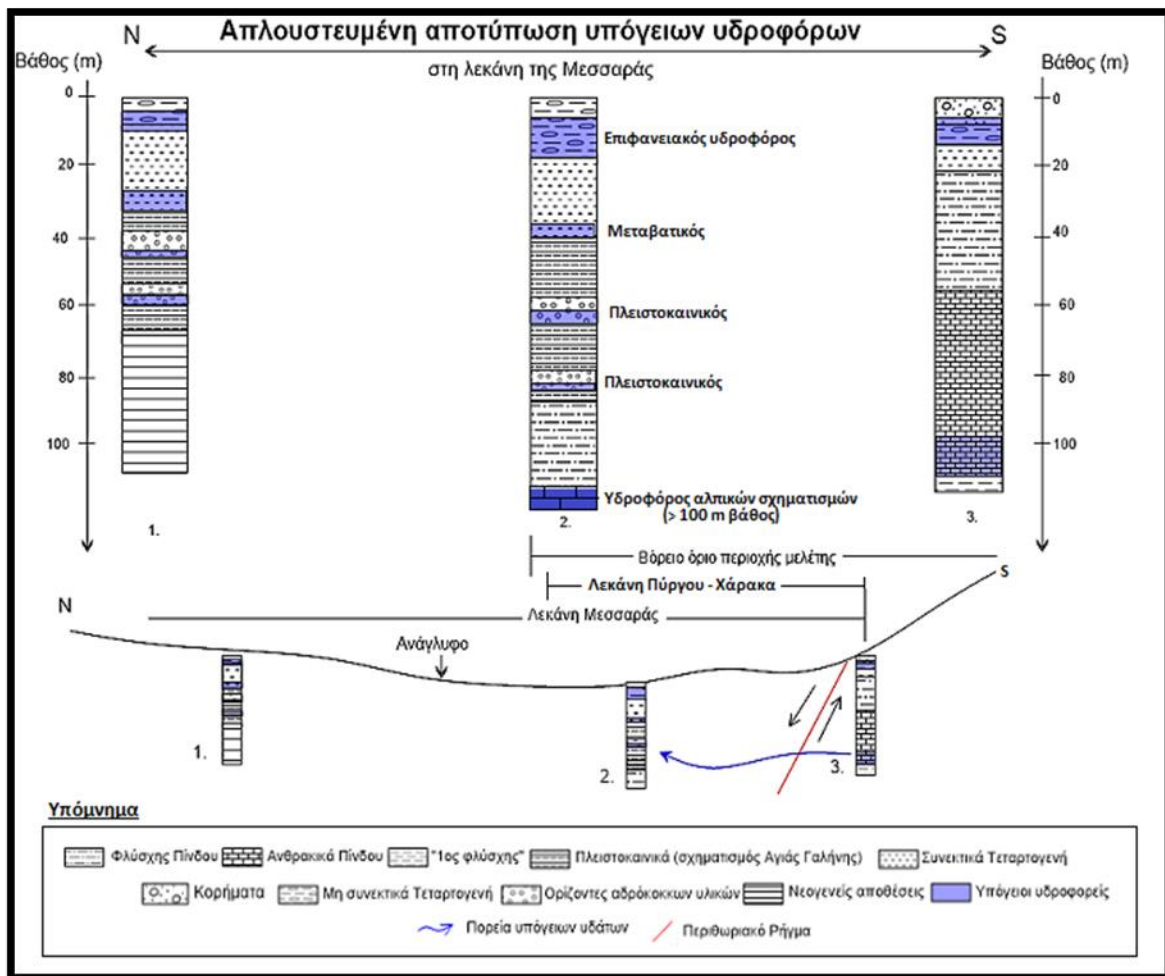 Απλουστευμένη αποτύπωση υπόγειων υδροφόρων
N S
στη λεκάνη της Μεσσαράς
Βάθος (m) Βάθος (m)
0 0
20 20
40 40
60 60
80 80
100 100
Επιφανειακός υδροφόρος
Μεταβατικός
Πλειστοκαινικός
Πλειστοκαινικός
Υδροφόρος αλπικών σχηματισμών
(> 100 m βάθος)
1. 2. 3.
Βόρειο όριο περιοχής μελέτης
Λεκάνη Πύργου - Χάρακα
Λεκάνη Μεσσαράς
N S
Ανάγλυφο
1. 2. 3.
Υπόμνημα
Φλύσχης Πίνδου Ανθρακικά Πίνδου "1ος φλύσχης" Πλειστοκαινικά (σχηματισμός Αγιάς Γαλήνης) Συνεκτικά Τεταρτογενή
Κορήματα Μη συνεκτικά Τεταρτογενή Ορίζοντες αδρόκοκκων υλικών Νεογενείς αποθέσεις Υπόγειοι υδροφορείς
Πορεία υπόγειων υδάτων Περιθωριακό Ρήγμα